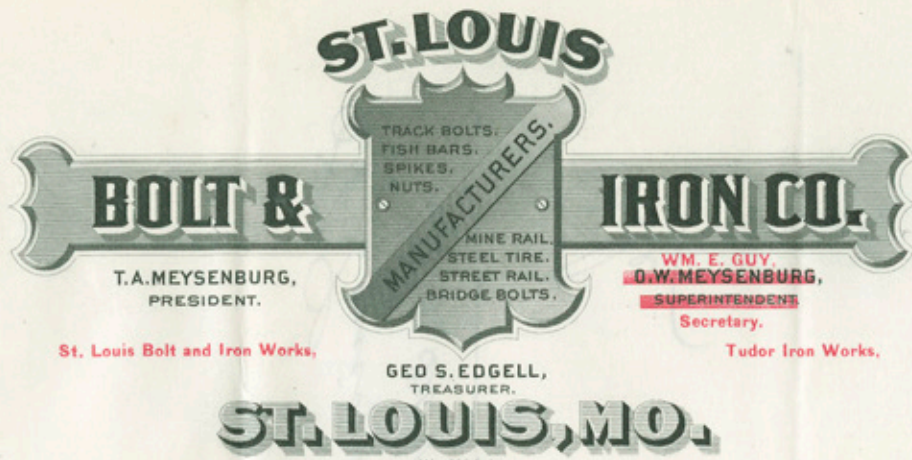 ST. LOUIS
TRACK BOLTS.
FISH BARS.
SPIKES.
NUTS.
MANUFACTURERS.
MINE RAIL.
STEEL TIRE.
STREET RAIL.
BRIDGE BOLTS.
BOLT & IRON CO.
T.A. MEYSENBURG,
PRESIDENT.
WM. E. GUY,
O.W. MEYSENBURG,
SUPERINTENDENT.
Secretary.
St. Louis Bolt and Iron Works,
Tudor Iron Works,
GEO S. EDGELL,
TREASURER.
ST. LOUIS, MO.